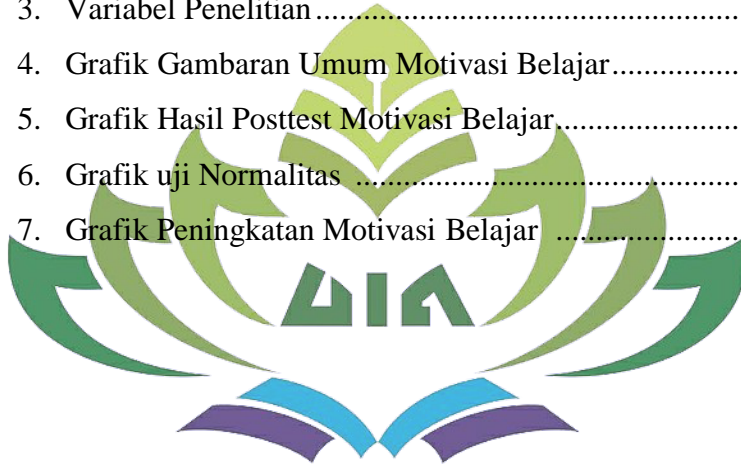 3. Variabel Penelitian........................................................
4. Grafik Gambaran Umum Motivasi Belajar.....................
5. Grafik Hasil Posttest Motivasi Belajar..............................
6. Grafik uji Normalitas ................................................
7. Grafik Peningkatan Motivasi Belajar ..........................
UIN